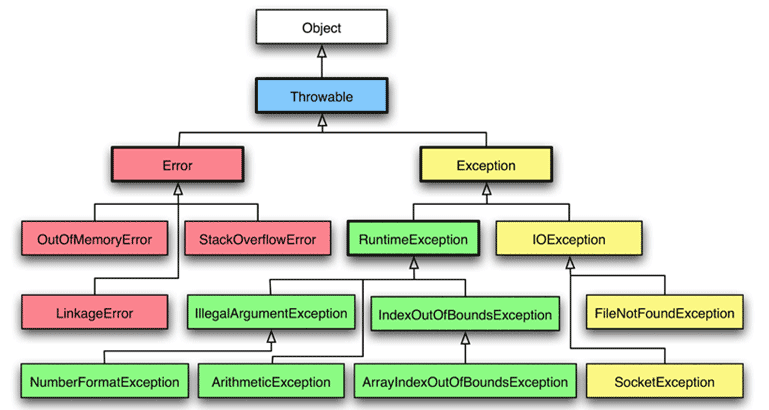 Object
Throwable
Error
Exception
OutOfMemoryError
StackOverflowError
RuntimeException
IOException
LinkageError
IllegalArgumentException
IndexOutOfBoundsException
FileNotFoundException
NumberFormatException
ArithmeticException
ArrayIndexOutOfBoundsException
SocketException